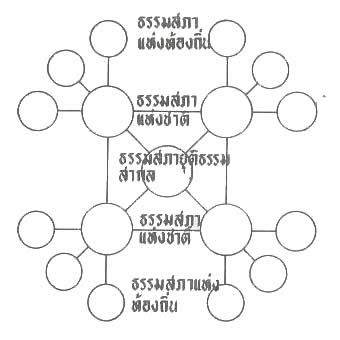 ธรรมสภา
แห่งท้องถิ่น
ธรรมสภา
แห่งชาติ
ธรรมสภายุติธรรม
สากล
ธรรมสภา
แห่งชาติ
ธรรมสภาแห่ง
ท้องถิ่น